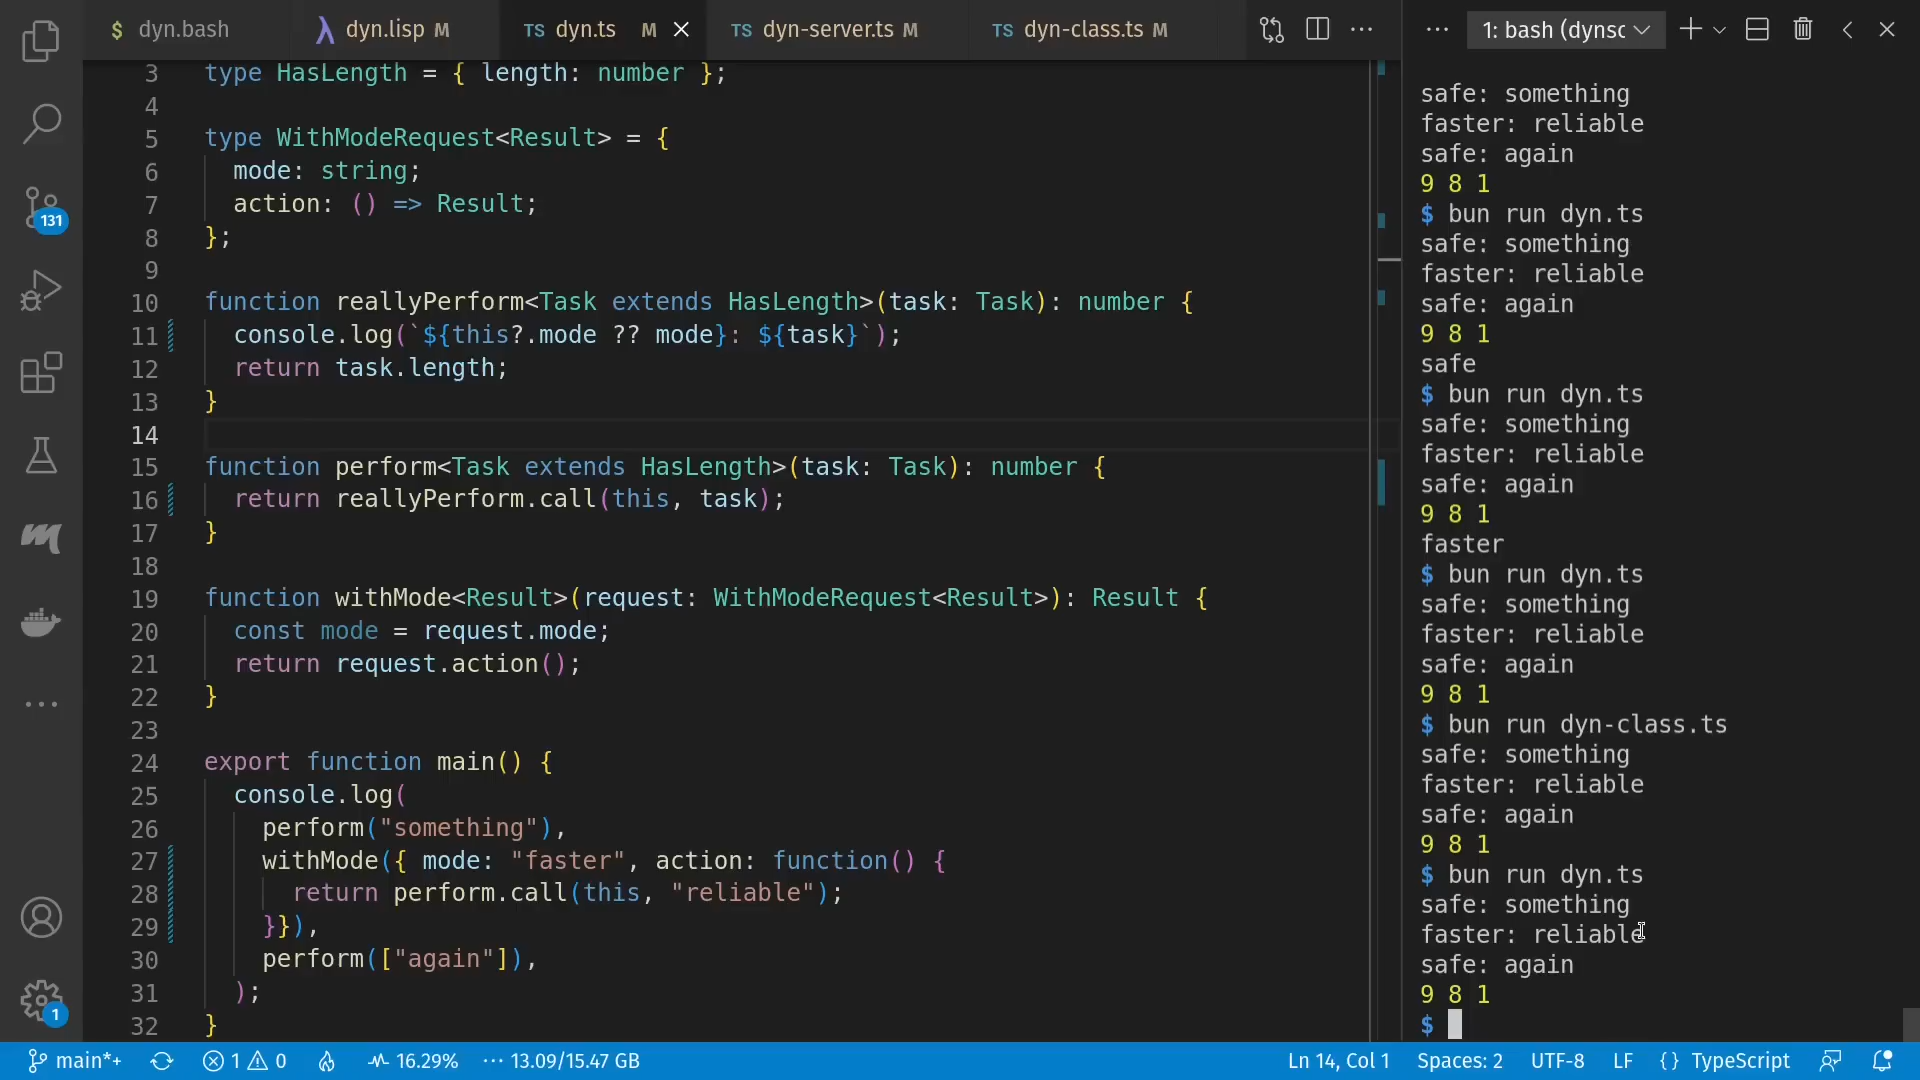 $ dyn.bash
dyn.lisp M
TS dyn.ts M
TS dyn-server.ts M
TS dyn-class.ts M
1: bash (dynsc
3 type HasLength = { length: number };
4
5 type WithModeRequest<Result> = {
6 mode: string;
7 action: () => Result;
8 };
9
10 function reallyPerform<Task extends HasLength>(task: Task): number {
11 console.log(`${this?.mode ?? mode}: ${task}`);
12 return task.length;
13 }
14
15 function perform<Task extends HasLength>(task: Task): number {
16 return reallyPerform.call(this, task);
17 }
18
19 function withMode<Result>(request: WithModeRequest<Result>): Result {
20 const mode = request.mode;
21 return request.action();
22 }
23
24 export function main() {
25 console.log(
26 perform("something"),
27 withMode({ mode: "faster", action: function() {
28 return perform.call(this, "reliable");
29 }}),
30 perform(["again"]),
31 );
32 }
safe: something
faster: reliable
safe: again
9 8 1
$ bun run dyn.ts
safe: something
faster: reliable
safe: again
9 8 1
safe
$ bun run dyn.ts
safe: something
faster: reliable
safe: again
9 8 1
faster
$ bun run dyn.ts
safe: something
faster: reliable
safe: again
9 8 1
$ bun run dyn-class.ts
safe: something
faster: reliable
safe: again
9 8 1
$ bun run dyn.ts
safe: something
faster: reliable
safe: again
9 8 1
$
131
1
main*+
1
0
16.29%
13.09/15.47 GB
Ln 14, Col 1
Spaces: 2
UTF-8
LF
{ } TypeScript